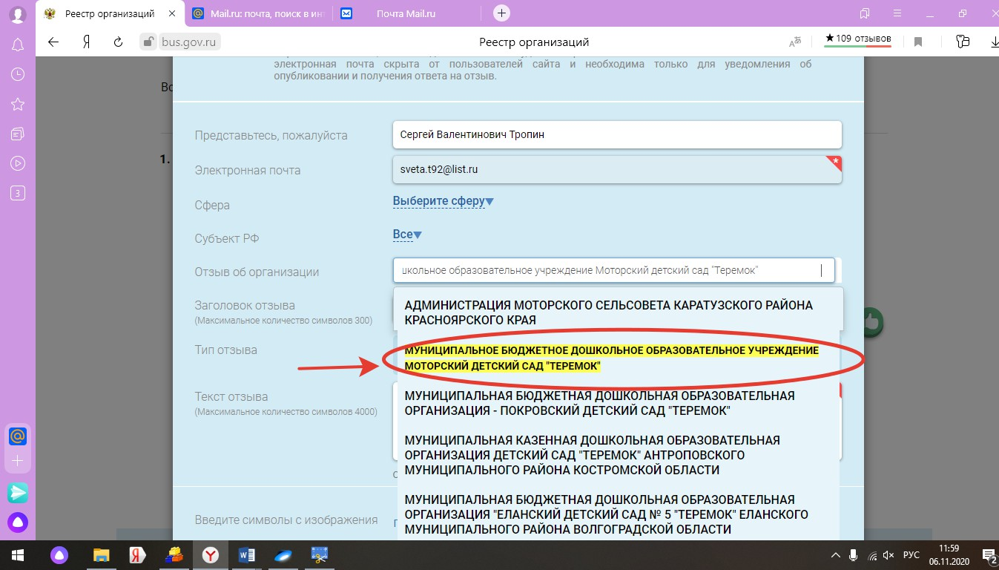 Реестр организаций
Mail.ru: почта, поиск в инт
Почта Mail.ru
bus.gov.ru
Реестр организаций
★ 109 отзывов
электронная почта скрыта от пользователей сайта и необходима только для уведомления об
опубликовании и получения ответа на отзыв.
Вс
1.
Представьтесь, пожалуйста
Сергей Валентинович Тропин
Электронная почта
sveta.t92@list.ru
*
Сфера
Выберите сферу▼
Субъект РФ
Все▼
Отзыв об организации
школьное образовательное учреждение Моторский детский сад "Теремок"
Заголовок отзыва
(Максимальное количество символов 300)
АДМИНИСТРАЦИЯ МОТОРСКОГО СЕЛЬСОВЕТА КАРАТУЗСКОГО РАЙОНА
КРАСНОЯРСКОГО КРАЯ
Тип отзыва
МУНИЦИПАЛЬНОЕ БЮДЖЕТНОЕ ДОШКОЛЬНОЕ ОБРАЗОВАТЕЛЬНОЕ УЧРЕЖДЕНИЕ
МОТОРСКИЙ ДЕТСКИЙ САД "ТЕРЕМОК"
Текст отзыва
(Максимальное количество символов 4000)
МУНИЦИПАЛЬНАЯ БЮДЖЕТНАЯ ДОШКОЛЬНАЯ ОБРАЗОВАТЕЛЬНАЯ
ОРГАНИЗАЦИЯ - ПОКРОВСКИЙ ДЕТСКИЙ САД "ТЕРЕМОК"
МУНИЦИПАЛЬНАЯ КАЗЕННАЯ ДОШКОЛЬНАЯ ОБРАЗОВАТЕЛЬНАЯ
ОРГАНИЗАЦИЯ ДЕТСКИЙ САД "ТЕРЕМОК" АНТРОПОВСКОГО
МУНИЦИПАЛЬНОГО РАЙОНА КОСТРОМСКОЙ ОБЛАСТИ
МУНИЦИПАЛЬНАЯ БЮДЖЕТНАЯ ДОШКОЛЬНАЯ ОБРАЗОВАТЕЛЬНАЯ
ОРГАНИЗАЦИЯ "ЕЛАНСКИЙ ДЕТСКИЙ САД № 5 "ТЕРЕМОК" ЕЛАНСКОГО
МУНИЦИПАЛЬНОГО РАЙОНА ВОЛГОГРАДСКОЙ ОБЛАСТИ
Введите символы с изображения
3
РУС
11:59
06.11.2020
2